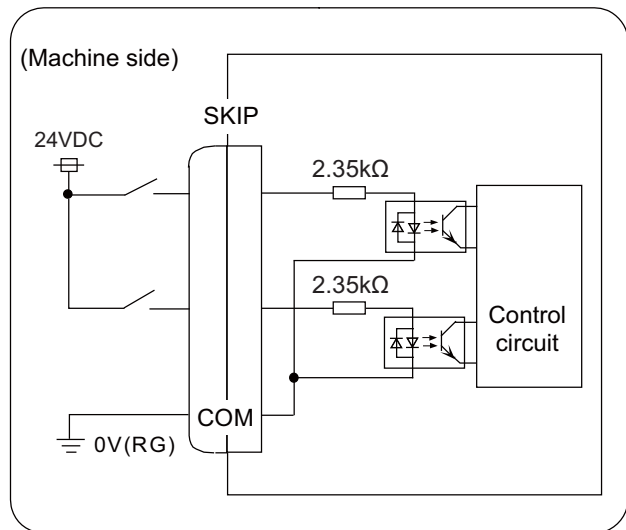 (Machine side)
SKIP
24VDC
2.35kΩ
2.35kΩ
Control
circuit
COM
0V(RG)